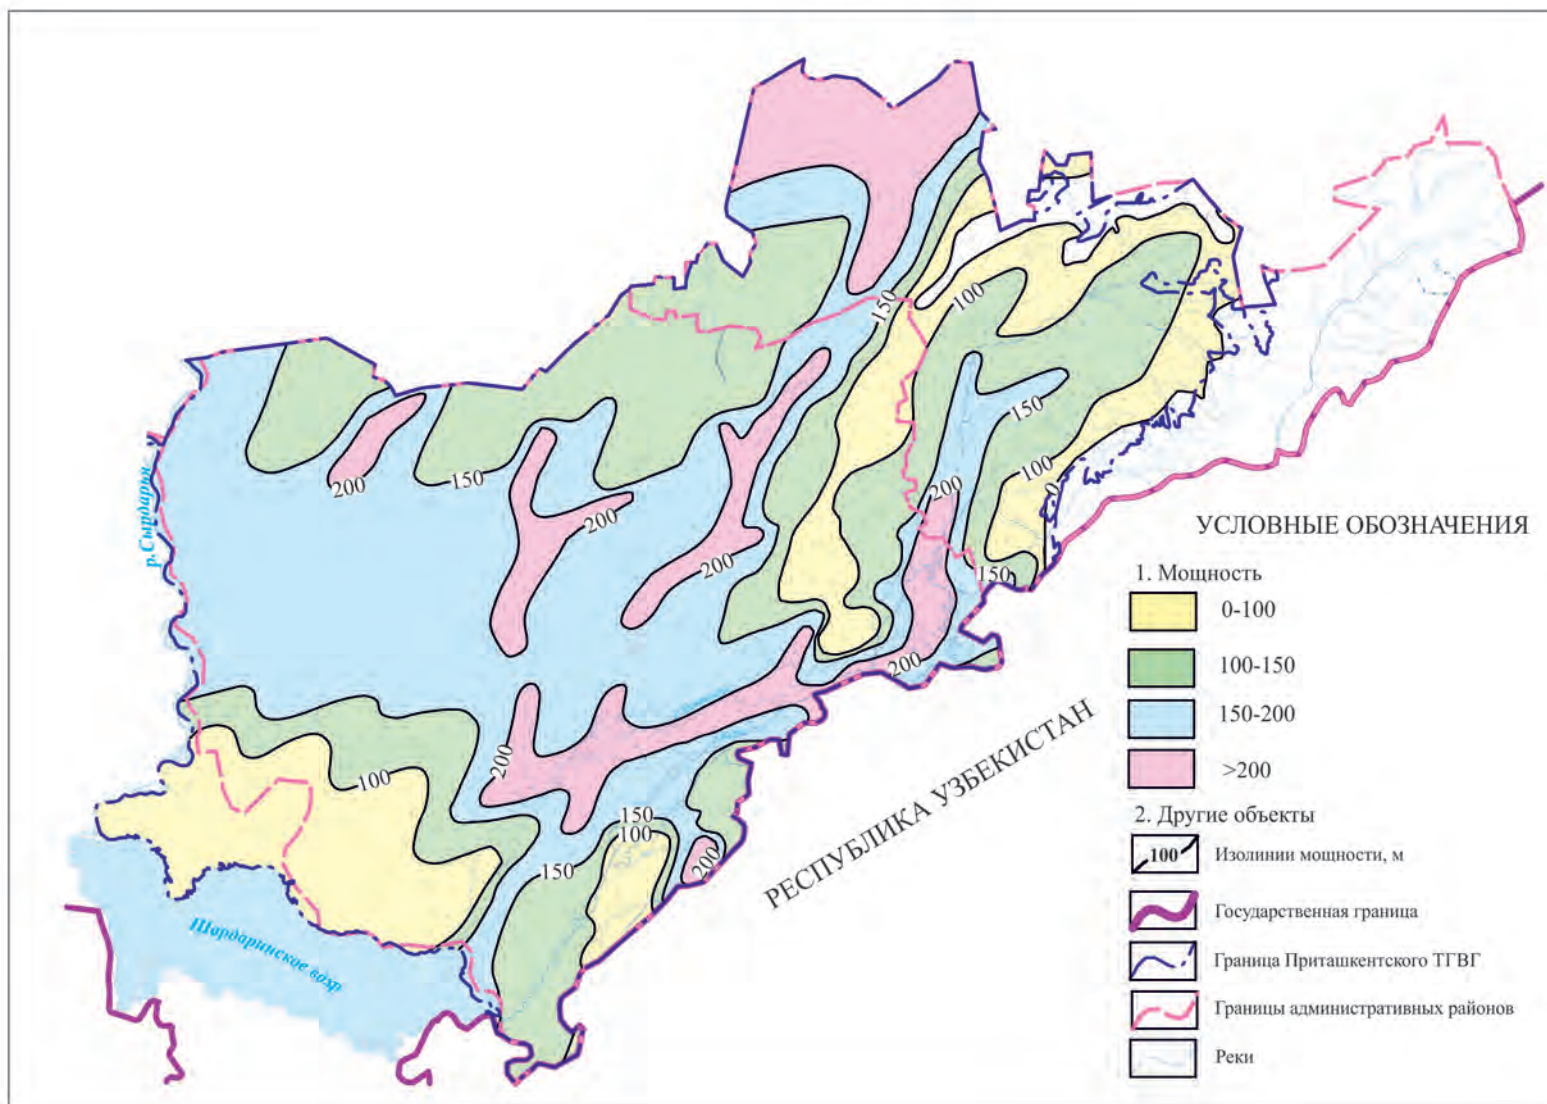 150
100
150
100
200
150
200
200
200
0
200
150
200
р.Сырдарья
200
100
150
100
150
200
Шардаринское вдхр
РЕСПУБЛИКА УЗБЕКИСТАН
УСЛОВНЫЕ ОБОЗНАЧЕНИЯ
1. Мощность
0-100
100-150
150-200
>200
2. Другие объекты
100 Изолинии мощности, м
Государственная граница
Граница Приташкентского ТГВГ
Границы административных районов
Реки